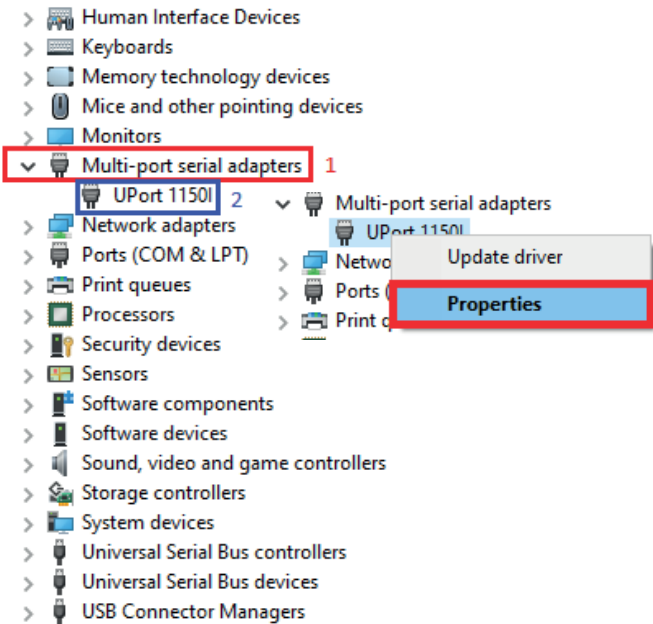 Human Interface Devices
Keyboards
Memory technology devices
Mice and other pointing devices
Monitors
Multi-port serial adapters 1
UPort 1150I 2
Network adapters
Ports (COM & LPT)
Print queues
Processors
Security devices
Sensors
Software components
Software devices
Sound, video and game controllers
Storage controllers
System devices
Universal Serial Bus controllers
Universal Serial Bus devices
USB Connector Managers
Multi-port serial adapters
UPort 1150I
Netwo
Ports (
Print q
Update driver
Properties